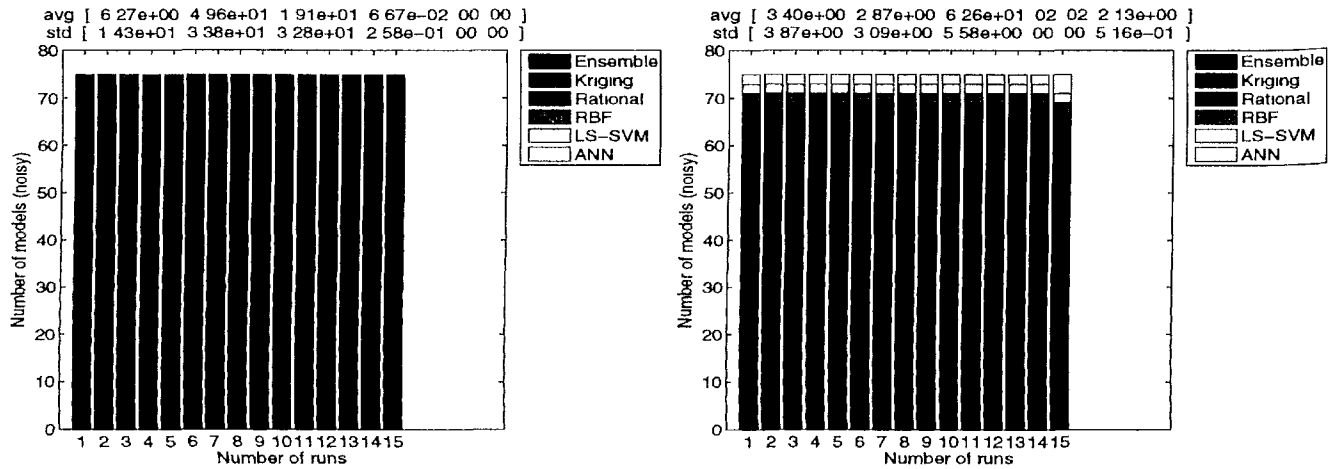 avg [ 6 27e+00 4 96e+01 1 91e+01 6 67e-02 00 00 ]
std [ 1 43e+01 3 38e+01 3 28e+01 2 58e-01 00 00 ]
80
70
60
50
40
30
20
10
0
Number of models (noisy)
1 2 3 4 5 6 7 8 9 10 11 12 13 14 15
Number of runs
Ensemble
Kriging
Rational
RBF
LS-SVM
ANN
avg [ 3 40e+00 2 87e+00 6 26e+01 02 02 2 13e+00 ]
std [ 3 87e+00 3 09e+00 5 58e+00 00 00 5 16e-01 ]
80
70
60
50
40
30
20
10
0
Number of models (noisy)
1 2 3 4 5 6 7 8 9 10 11 12 13 14 15
Number of runs
Ensemble
Kriging
Rational
RBF
LS-SVM
ANN